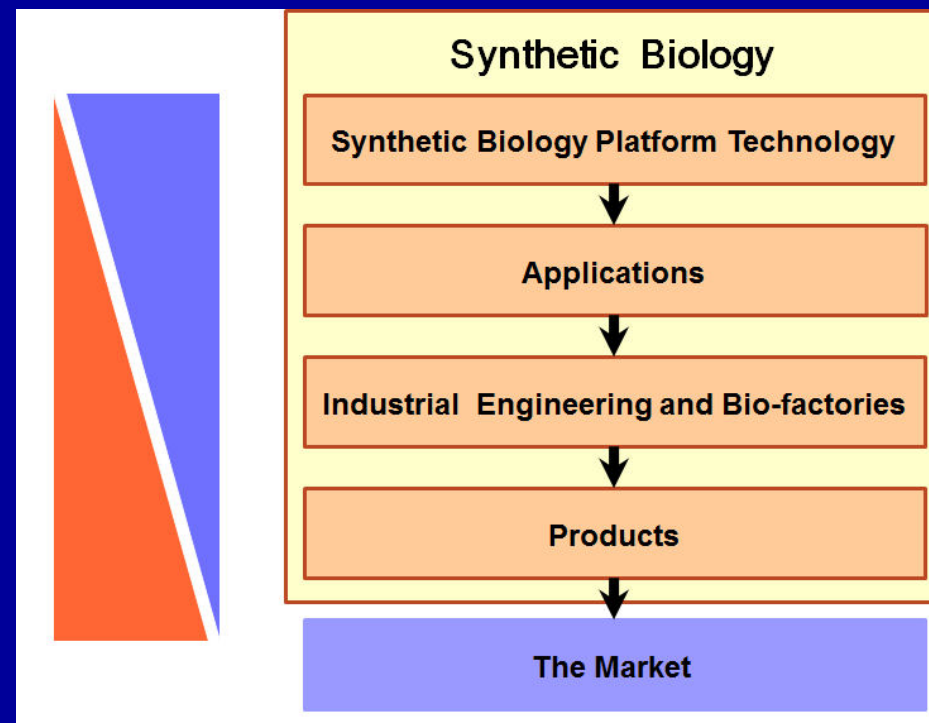 Synthetic Biology
Synthetic Biology Platform Technology
Applications
Industrial Engineering and Bio-factories
Products
The Market